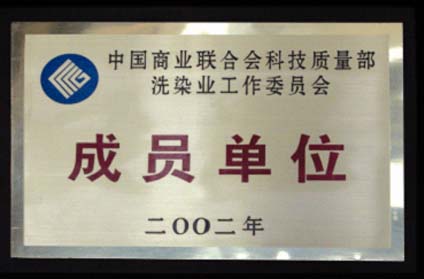 中国商业联合会科技质量部
洗染业工作委员会
成员单位
二OO二年